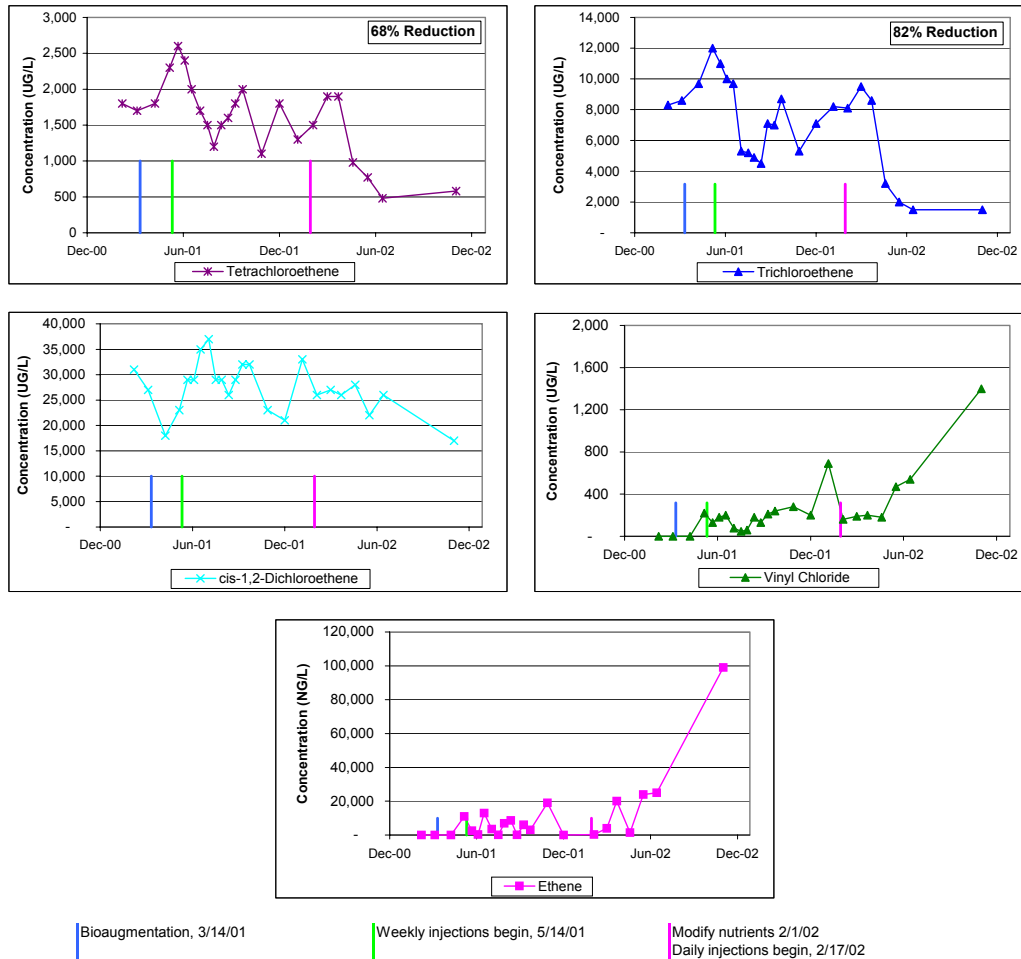 68% Reduction
Concentration (UG/L)
3,000
2,500
2,000
1,500
1,000
500
0
Dec-00 Jun-01 Dec-01 Jun-02 Dec-02
Tetrachloroethene
82% Reduction
Concentration (UG/L)
14,000
12,000
10,000
8,000
6,000
4,000
2,000
-
Dec-00 Jun-01 Dec-01 Jun-02 Dec-02
Trichloroethene
Concentration (UG/L)
40,000
35,000
30,000
25,000
20,000
15,000
10,000
5,000
-
Dec-00 Jun-01 Dec-01 Jun-02 Dec-02
cis-1,2-Dichloroethene
Concentration (UG/L)
2,000
1,600
1,200
800
400
-
Dec-00 Jun-01 Dec-01 Jun-02 Dec-02
Vinyl Chloride
Concentration (NG/L)
120,000
100,000
80,000
60,000
40,000
20,000
-
Dec-00 Jun-01 Dec-01 Jun-02 Dec-02
Ethene
Bioaugmentation, 3/14/01
Weekly injections begin, 5/14/01
Modify nutrients 2/1/02
Daily injections begin, 2/17/02